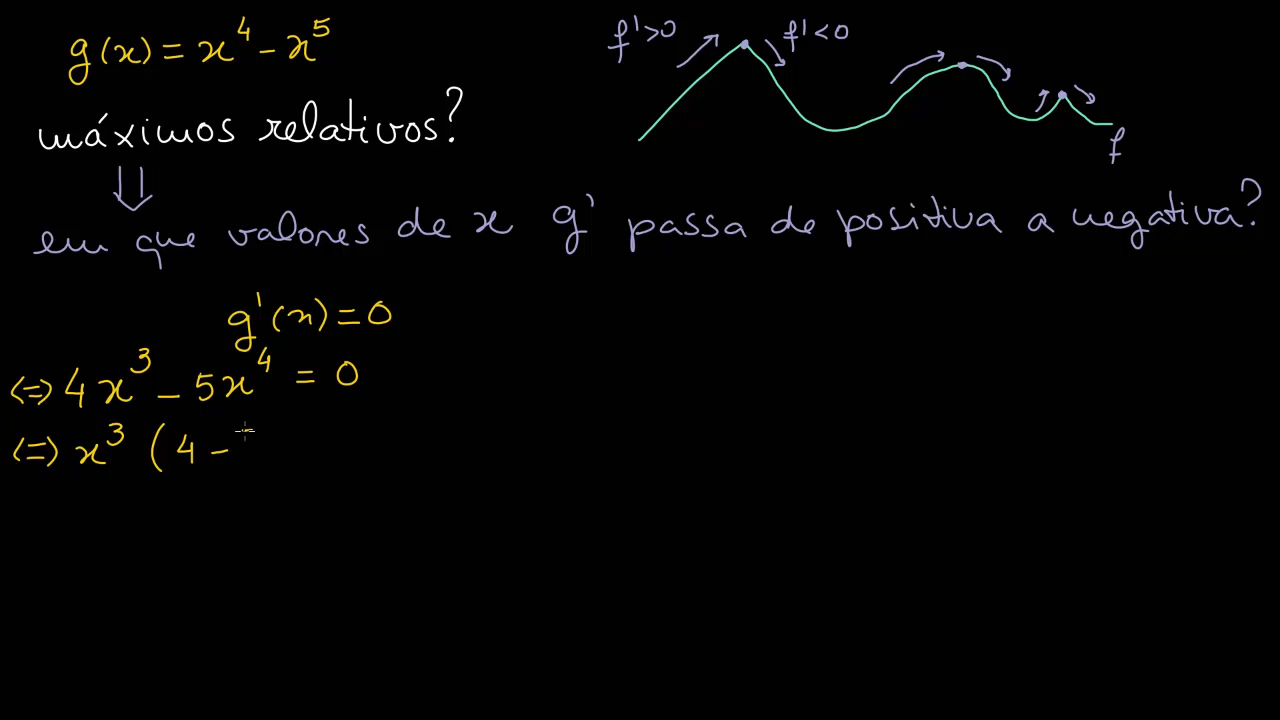 g(x) = x⁴ - x⁵
f' > 0
f' < 0
máximos relativos?
f
⇓
em que valores de x g' passa de positiva a negativa?
g'(x) = 0
<=> 4x³ - 5x⁴ = 0
<=> x³ (4 -